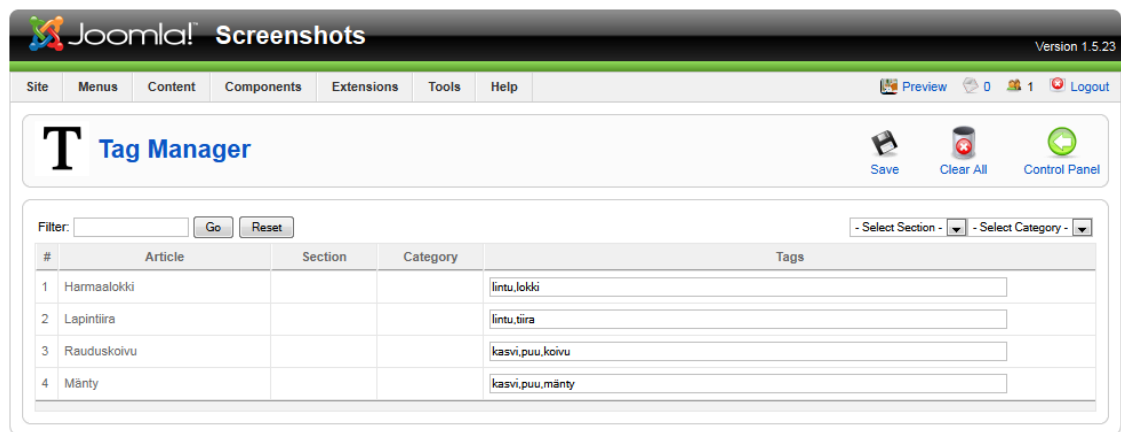 Joomla! Screenshots
Version 1.5.23
Site Menus Content Components Extensions Tools Help Preview 0 1 Logout
T Tag Manager Save Clear All Control Panel
Filter: Go Reset - Select Section - - Select Category -
# Article Section Category Tags
1 Harmaalokki lintu,lokki
2 Lapintiira lintu,tiira
3 Rauduskoivu kasvi,puu,koivu
4 Mänty kasvi,puu,mänty